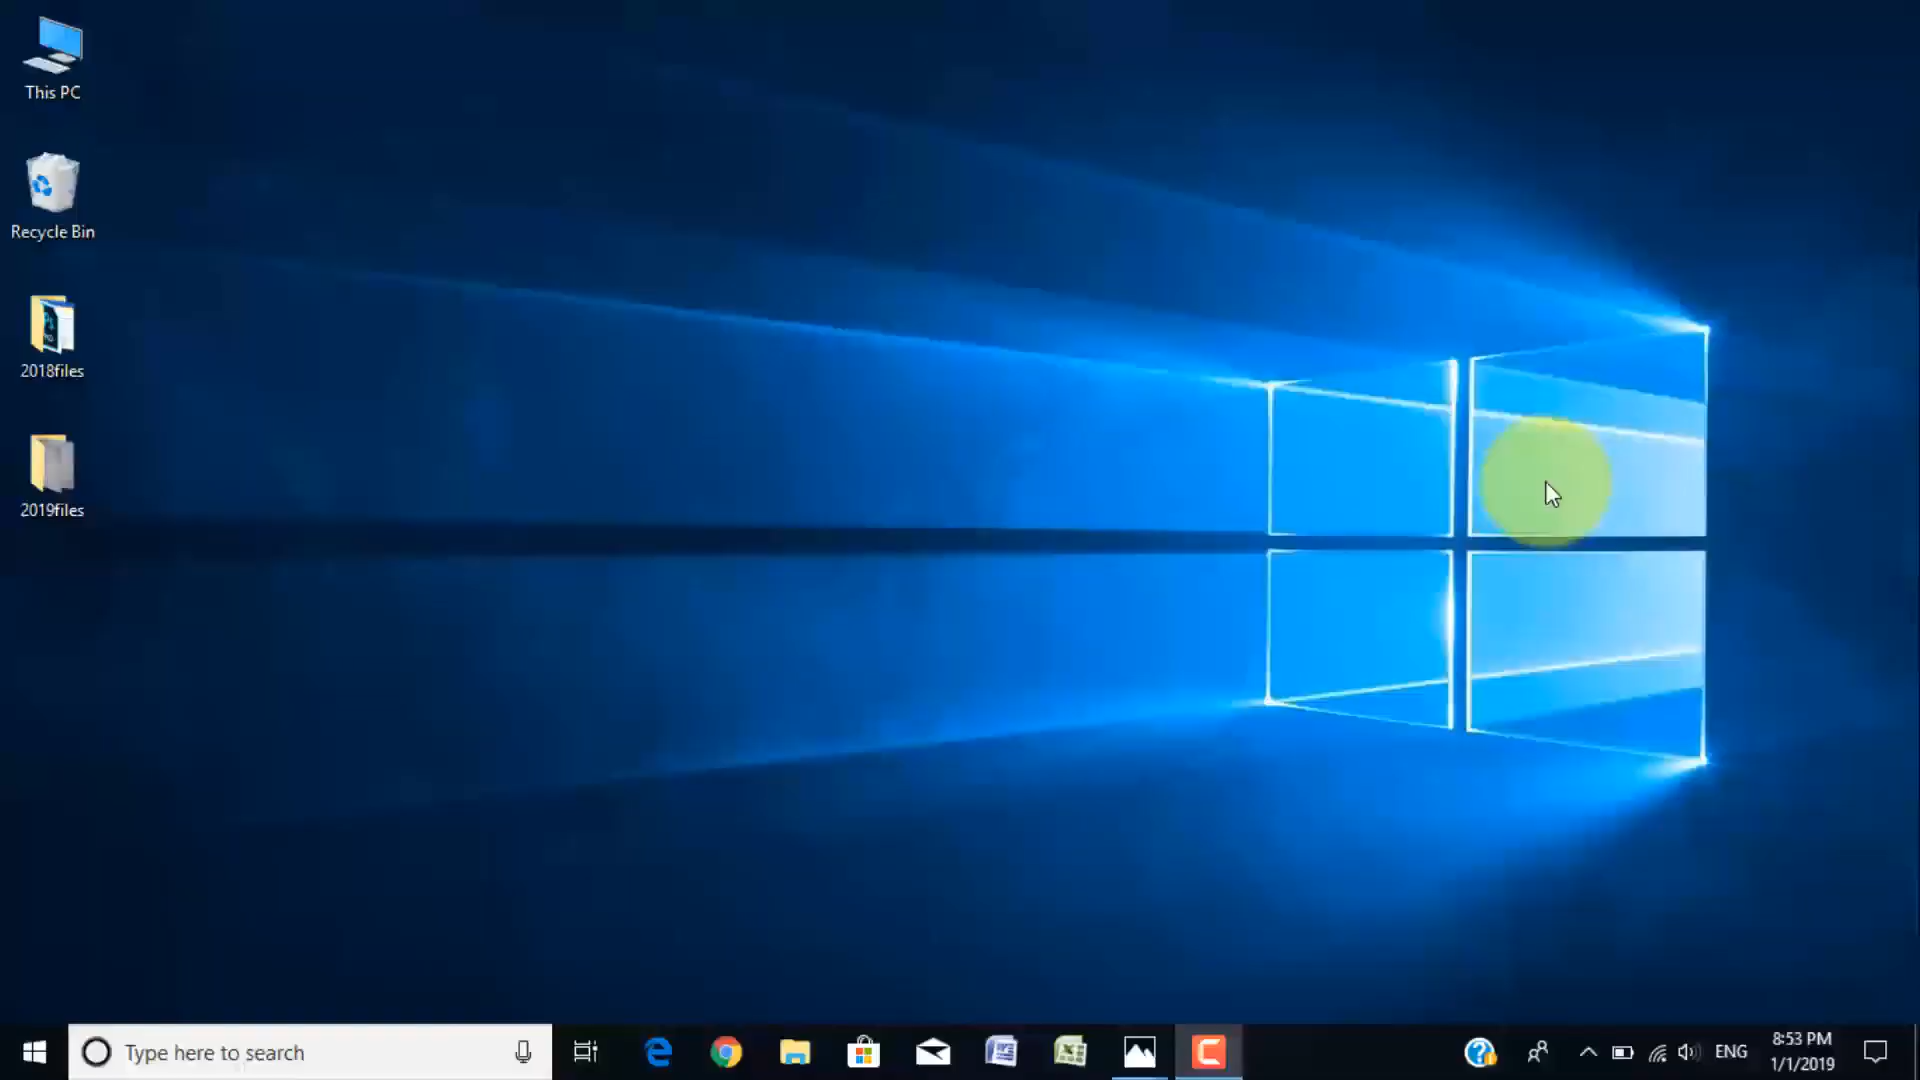 This PC
Recycle Bin
2018files
2019files
Type here to search
ENG
8:53 PM
1/1/2019